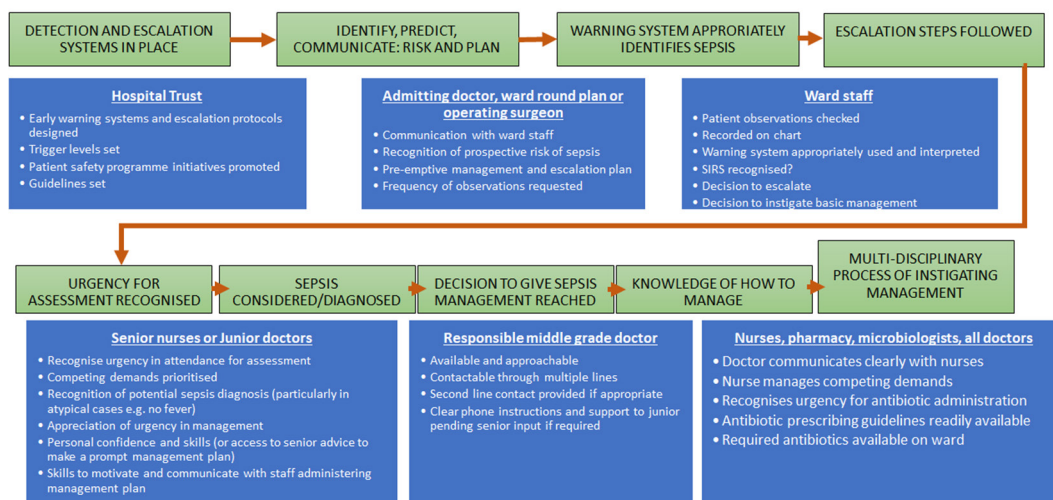 DETECTION AND ESCALATION
SYSTEMS IN PLACE
IDENTIFY, PREDICT,
COMMUNICATE: RISK AND PLAN
WARNING SYSTEM APPRORIATELY
IDENTIFIES SEPSIS
ESCALATION STEPS FOLLOWED
Hospital Trust
• Early warning systems and escalation protocols
designed
• Trigger levels set
• Patient safety programme initiatives promoted
• Guidelines set
Admitting doctor, ward round plan or
operating surgeon
• Communication with ward staff
• Recognition of prospective risk of sepsis
• Pre-emptive management and escalation plan
• Frequency of observations requested
Ward staff
• Patient observations checked
• Recorded on chart
• Warning system appropriately used and interpreted
• SIRS recognised?
• Decision to escalate
• Decision to instigate basic management
URGENCY FOR
ASSESSMENT RECOGNISED
SEPSIS
CONSIDERED/DIAGNOSED
DECISION TO GIVE SEPSIS
MANAGEMENT REACHED
KNOWLEDGE OF HOW TO
MANAGE
MULTI-DISCIPLINARY
PROCESS OF INSTIGATING
MANAGEMENT
Senior nurses or Junior doctors
• Recognise urgency in attendance for assessment
• Competing demands prioritised
• Recognition of potential sepsis diagnosis (particularly in
atypical cases e.g. no fever)
• Appreciation of urgency in management
• Personal confidence and skills (or access to senior advice to
make a prompt management plan)
• Skills to motivate and communicate with staff administering
management plan
Responsible middle grade doctor
• Available and approachable
• Contactable through multiple lines
• Second line contact provided if appropriate
• Clear phone instructions and support to junior
pending senior input if required
Nurses, pharmacy, microbiologists, all doctors
• Doctor communicates clearly with nurses
• Nurse manages competing demands
• Recognises urgency for antibiotic administration
• Antibiotic prescribing guidelines readily available
• Required antibiotics available on ward